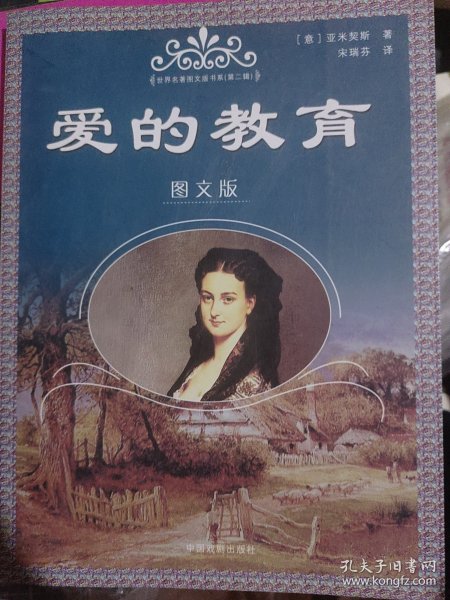 [意]亚米契斯 著
宋瑞芬 译
世界名著图文版书系(第二辑)
爱的教育
图文版
中国戏剧出版社
孔夫子旧书网
www.kongfz.com